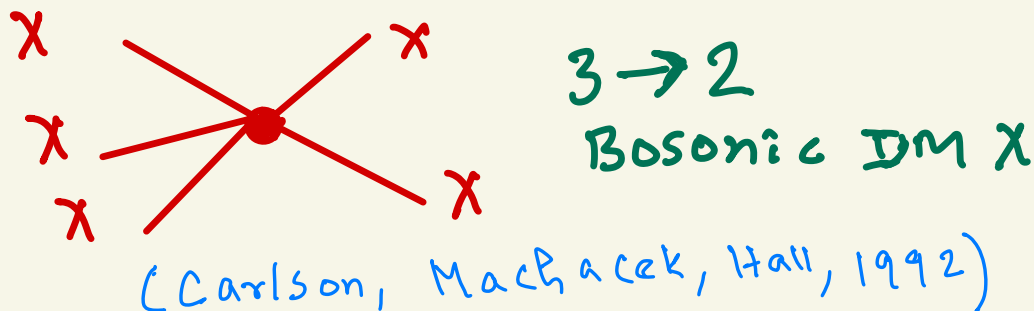 χ χ
3 → 2
χ
Bosonic DM χ
χ χ
(Carlson, Machacek, Hall, 1992)